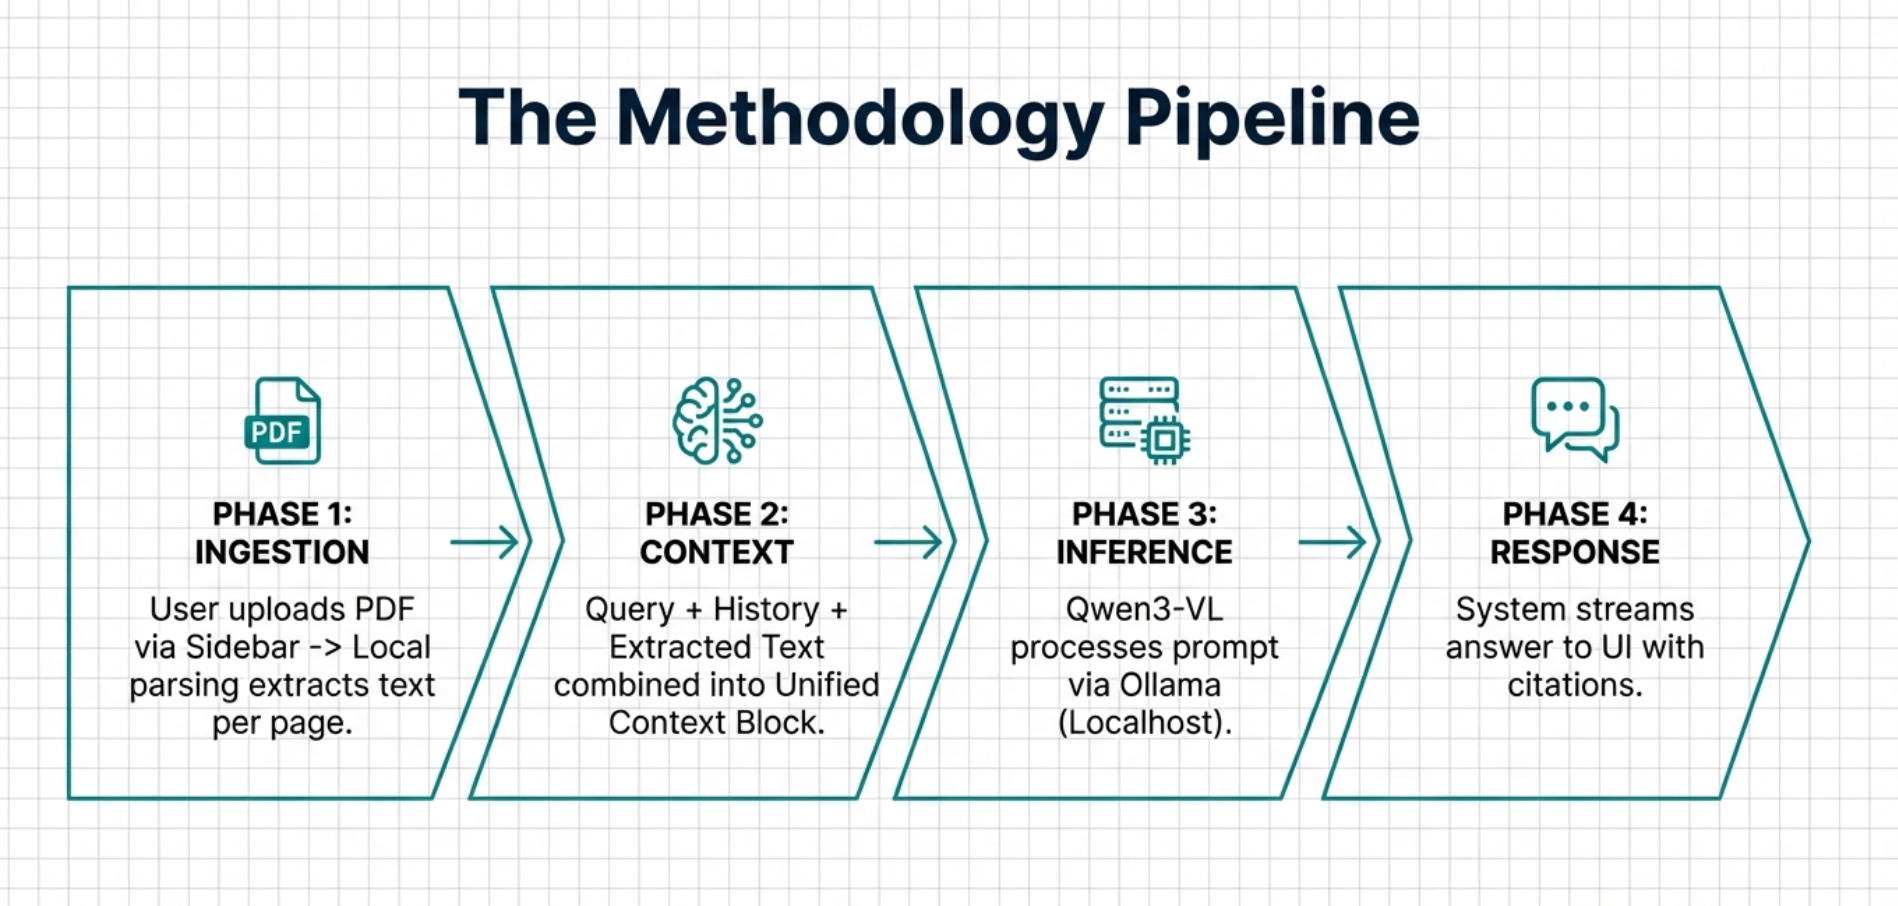 The Methodology Pipeline
PDF
PHASE 1:
INGESTION
User uploads PDF
via Sidebar -> Local
parsing extracts text
per page.
PHASE 2:
CONTEXT
Query + History +
Extracted Text
combined into Unified
Context Block.
PHASE 3:
INFERENCE
Qwen3-VL
processes prompt
via Ollama
(Localhost).
PHASE 4:
RESPONSE
System streams
answer to UI with
citations.